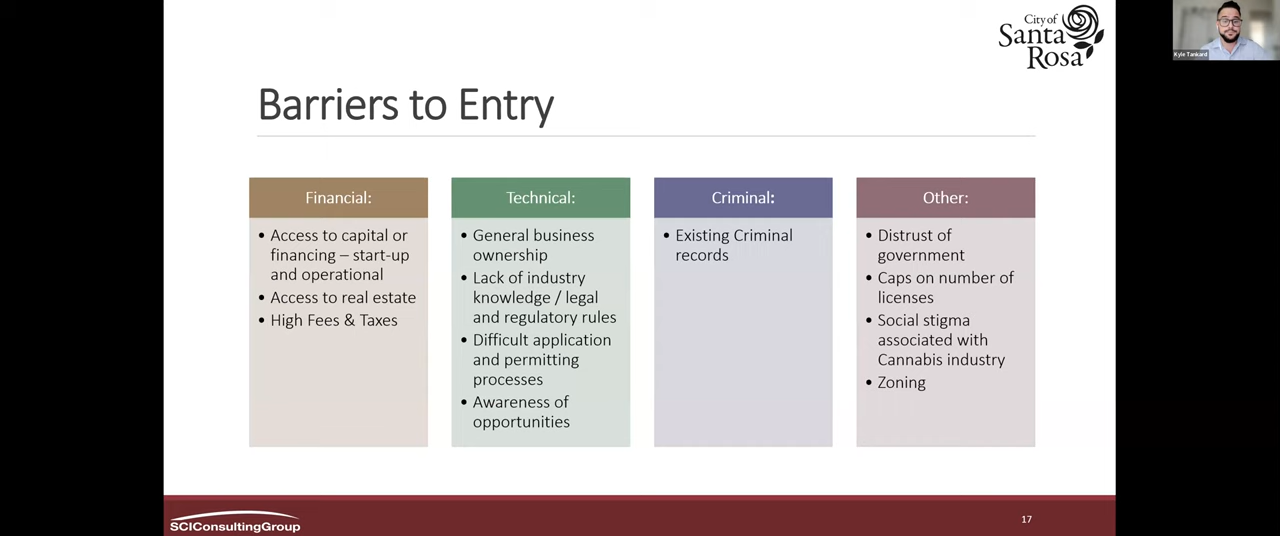 City of
Santa
Rosa
Kyle Tankard
Barriers to Entry
Financial:
• Access to capital or
financing – start-up
and operational
• Access to real estate
• High Fees & Taxes
Technical:
• General business
ownership
• Lack of industry
knowledge / legal
and regulatory rules
• Difficult application
and permitting
processes
• Awareness of
opportunities
Criminal:
• Existing Criminal
records
Other:
• Distrust of
government
• Caps on number of
licenses
• Social stigma
associated with
Cannabis industry
• Zoning
SCIConsultingGroup
17